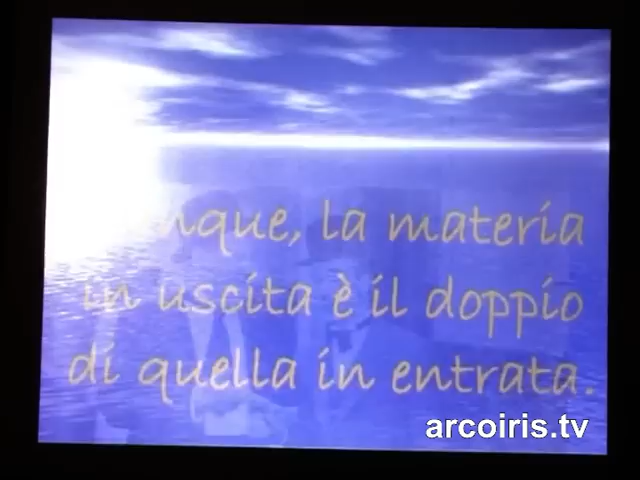 la materia
in uscita è il doppio
di quella in entrata.
arcoiris.tv